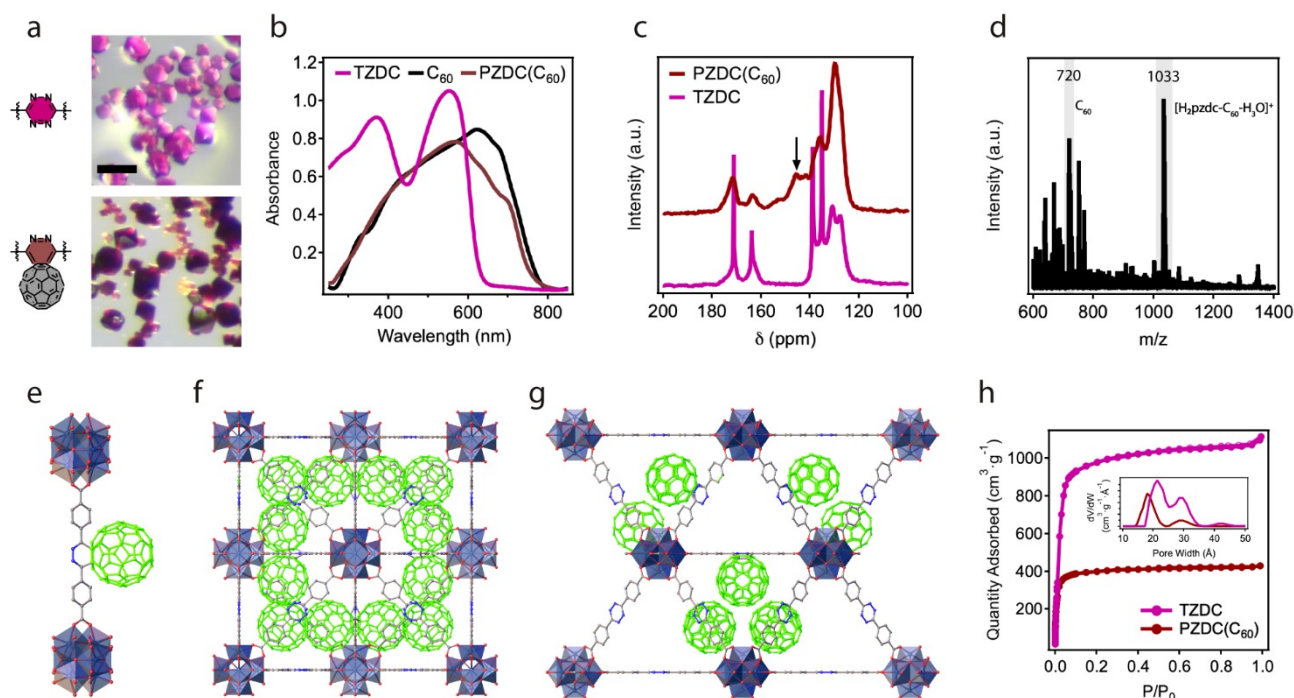 a
N=N
N=N
N=N
b
TZDC C₆₀ PZDC(C₆₀)
Absorbance
1.0
0.8
0.6
0.4
0.2
400 600 800
Wavelength (nm)
c
PZDC(C₆₀)
TZDC
Intensity (a.u.)
200 180 160 140 120 100
δ (ppm)
d
720 1033
C₆₀ [H₂pzdc-C₆₀-H₃O]⁺
Intensity (a.u.)
600 800 1000 1200 1400
m/z
e
f
g
h
Quantity Adsorbed (cm³·g⁻¹)
1000
800
600
400
200
dV/dW
(cm³·g⁻¹·Å⁻¹)
10 20 30 40 50
Pore Width (Å)
TZDC
PZDC(C₆₀)
0.0 0.2 0.4 0.6 0.8 1.0
P/P₀